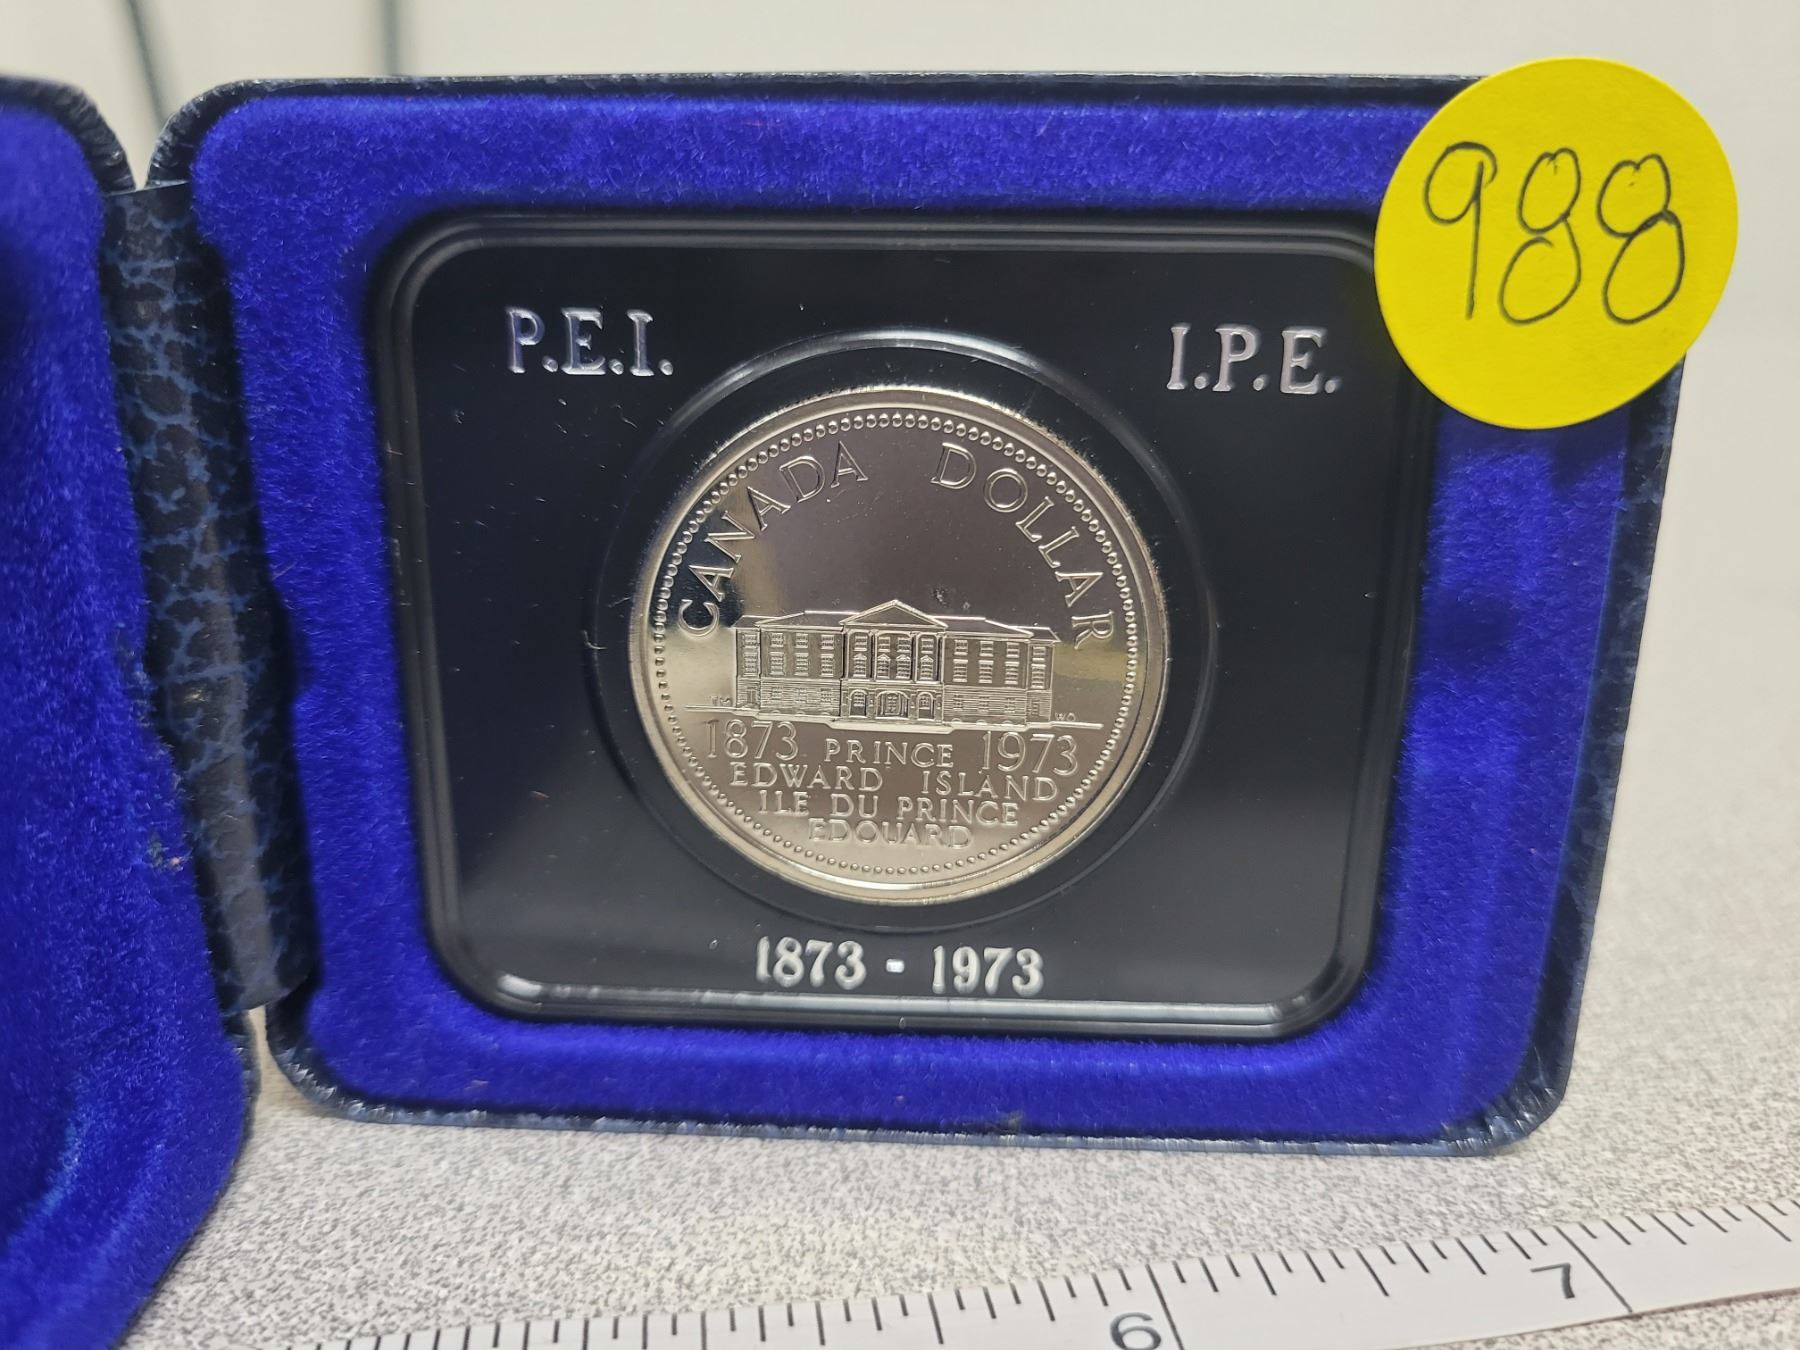 988
P.E.I.
I.P.E.
CANADA DOLLAR
1873 PRINCE 1973
EDWARD ISLAND
ILE DU PRINCE
EDOUARD
1873 - 1973
6
7